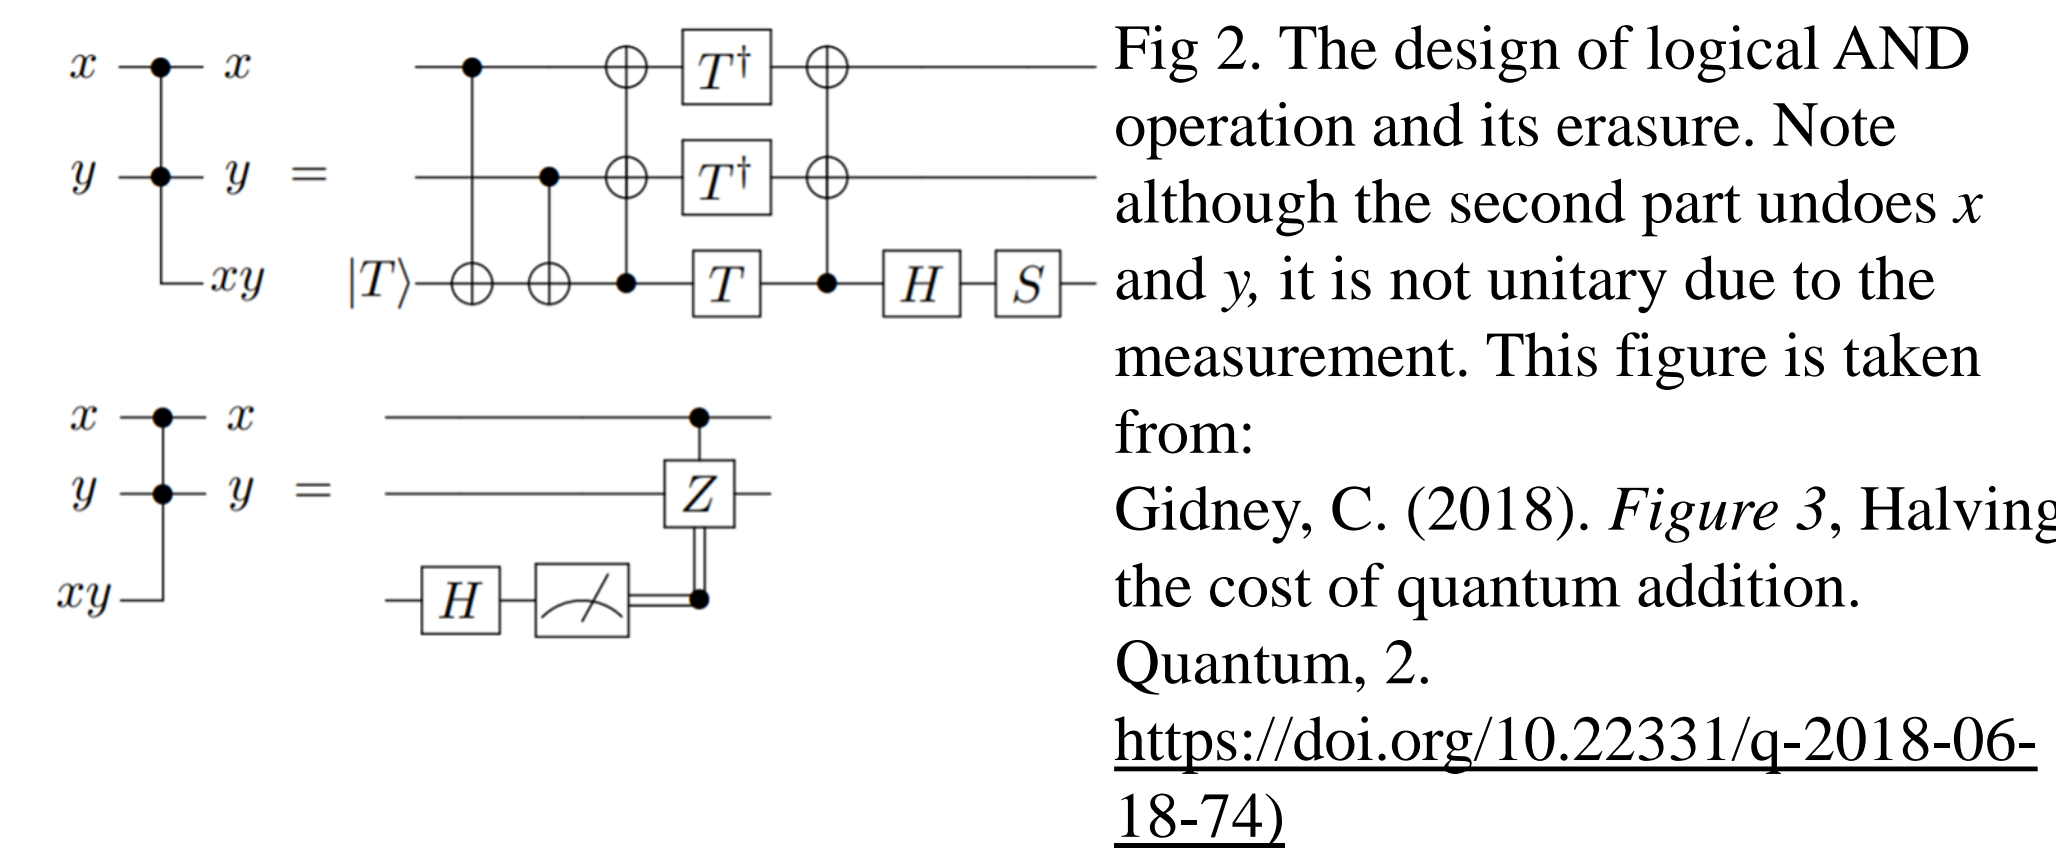 x x T†
y y = T†
xy |T⟩ T H S
x x
y y = Z
xy H
Fig 2. The design of logical AND
operation and its erasure. Note
although the second part undoes x
and y, it is not unitary due to the
measurement. This figure is taken
from:
Gidney, C. (2018). Figure 3, Halving
the cost of quantum addition.
Quantum, 2.
https://doi.org/10.22331/q-2018-06-
18-74)